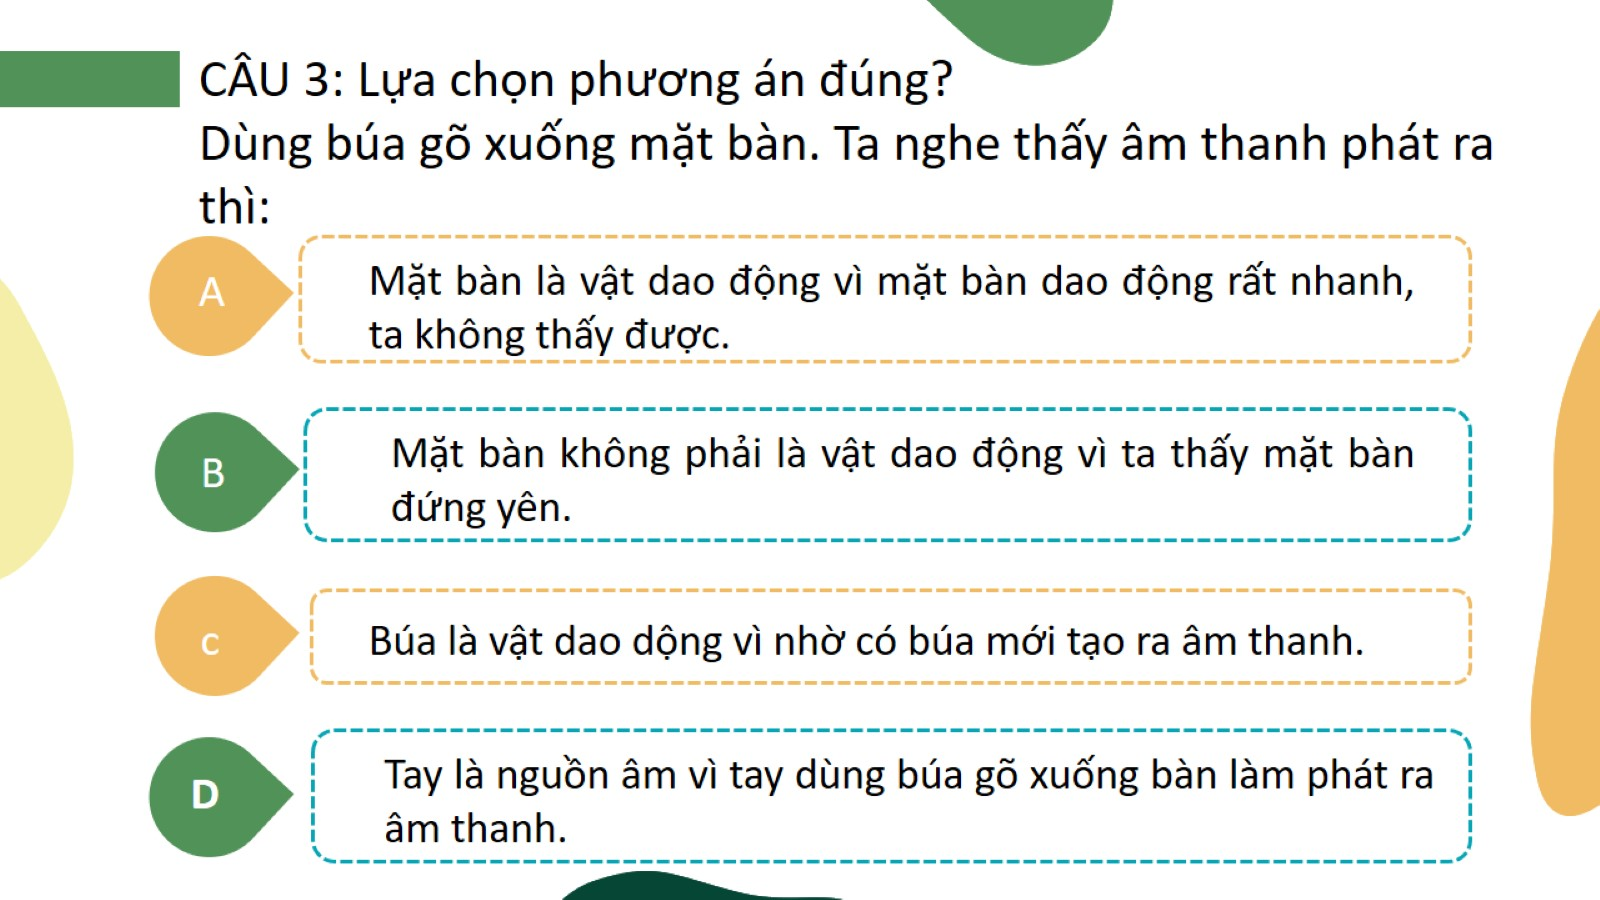 CÂU 3: Lựa chọn phương án đúng?
Dùng búa gõ xuống mặt bàn. Ta nghe thấy âm thanh phát ra
thì:
A
Mặt bàn là vật dao động vì mặt bàn dao động rất nhanh,
ta không thấy được.
B
Mặt bàn không phải là vật dao động vì ta thấy mặt bàn
đứng yên.
c
Búa là vật dao dộng vì nhờ có búa mới tạo ra âm thanh.
D
Tay là nguồn âm vì tay dùng búa gõ xuống bàn làm phát ra
âm thanh.